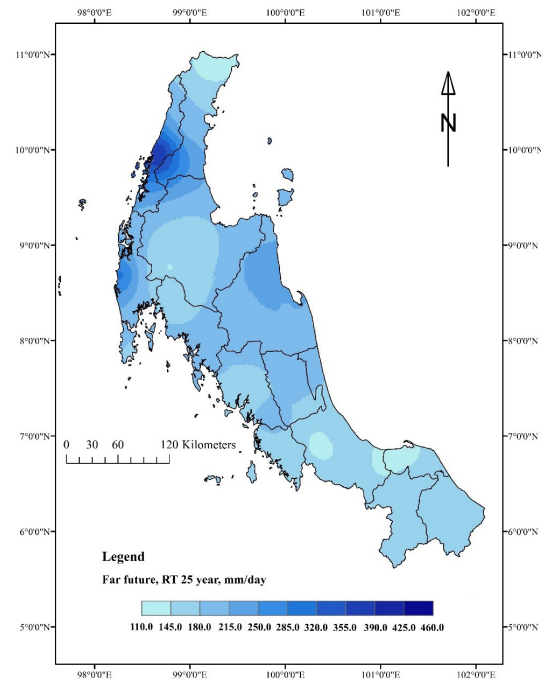 98°0'0"E 99°0'0"E 100°0'0"E 101°0'0"E 102°0'0"E
11°0'0"N 11°0'0"N
N
10°0'0"N 10°0'0"N
9°0'0"N 9°0'0"N
8°0'0"N 8°0'0"N
7°0'0"N 7°0'0"N
0 30 60 120 Kilometers
6°0'0"N 6°0'0"N
Legend
Far future, RT 25 year, mm/day
110.0 145.0 180.0 215.0 250.0 285.0 320.0 355.0 390.0 425.0 460.0
5°0'0"N 5°0'0"N
98°0'0"E 99°0'0"E 100°0'0"E 101°0'0"E 102°0'0"E